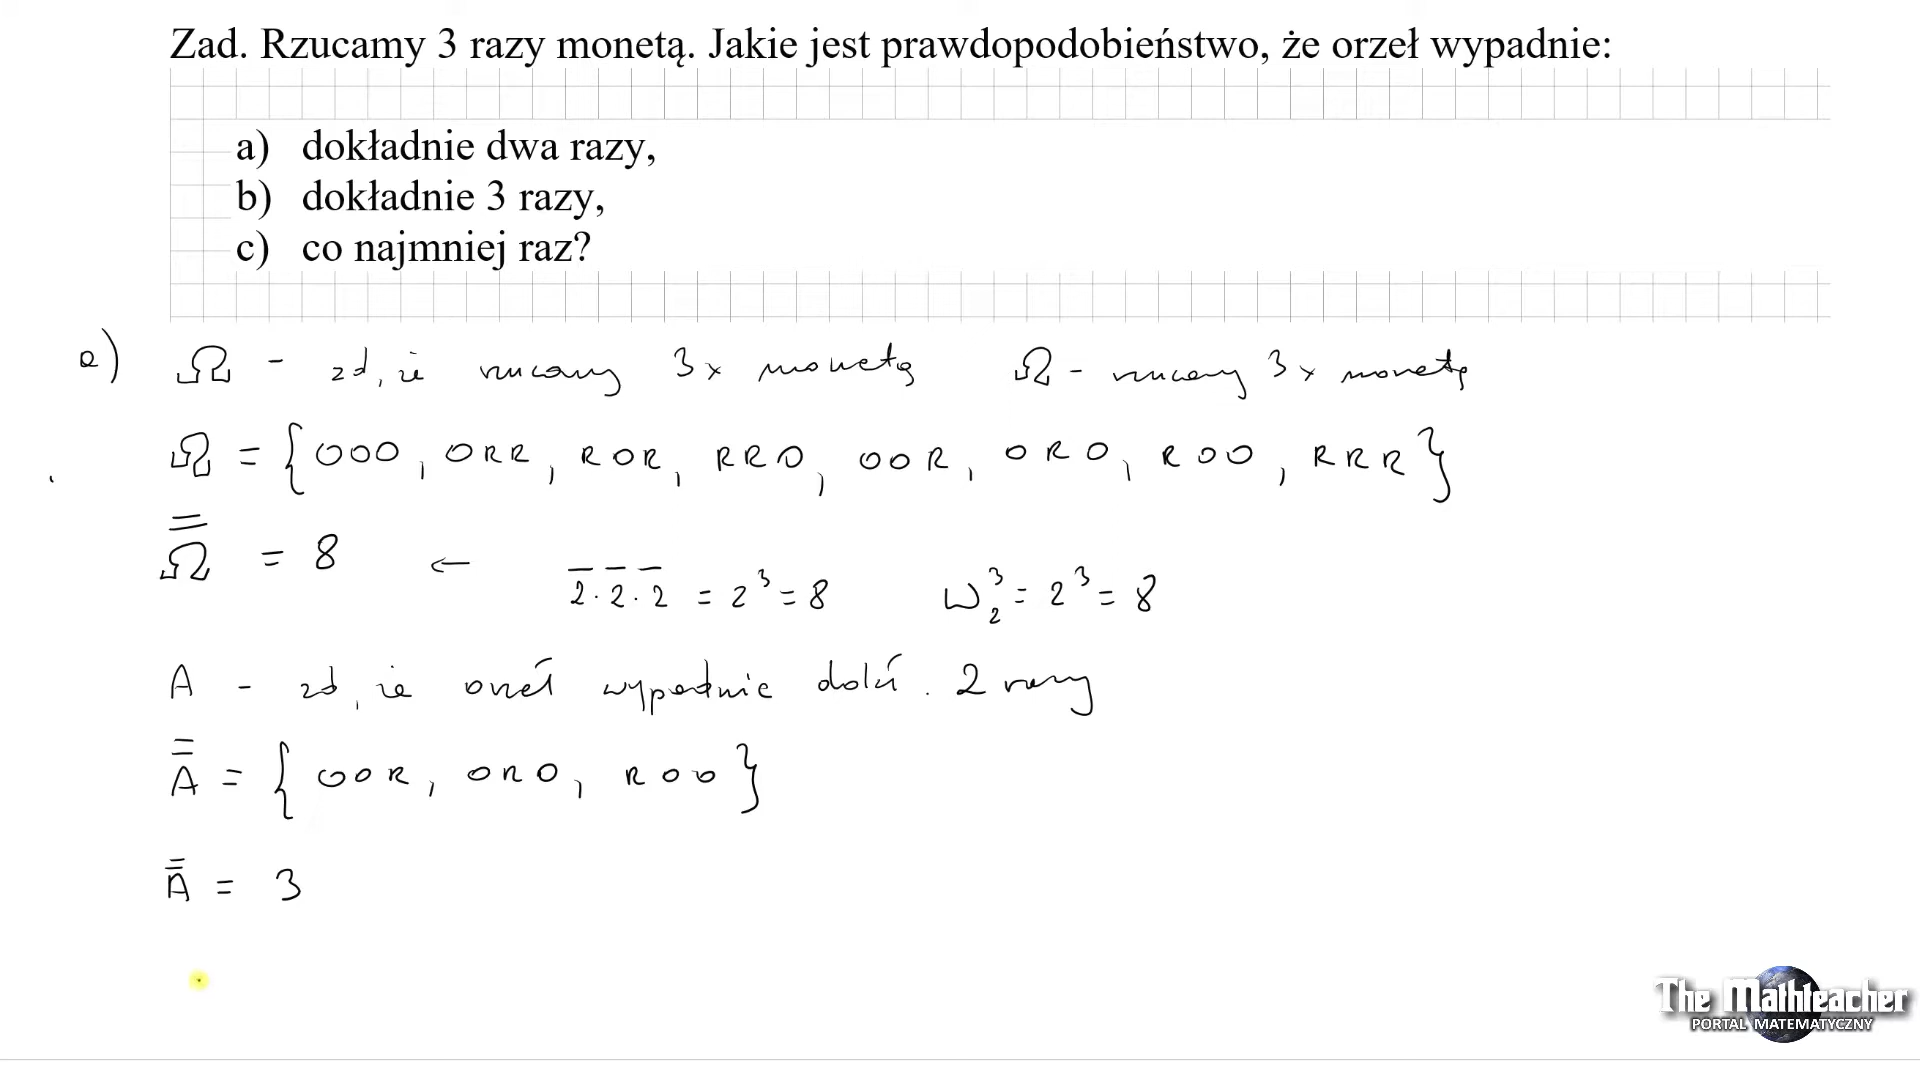 Zad. Rzucamy 3 razy monetą. Jakie jest prawdopodobieństwo, że orzeł wypadnie:
a) dokładnie dwa razy,
b) dokładnie 3 razy,
c) co najmniej raz?
a) Ω - zd, że rzucamy 3x monetą Ω - rzucamy 3x monetą
Ω = {OOO, ORR, ROR, RRO, OOR, ORO, ROO, RRR}
Ω̿ = 8 ← 2·2·2 = 2³ = 8 W₂³ = 2³ = 8
A - zd, że orzeł wypadnie dokł. 2 razy
A̿ = {OOR, ORO, ROO}
A̿ = 3
The Mathteacher
PORTAL MATEMATYCZNY